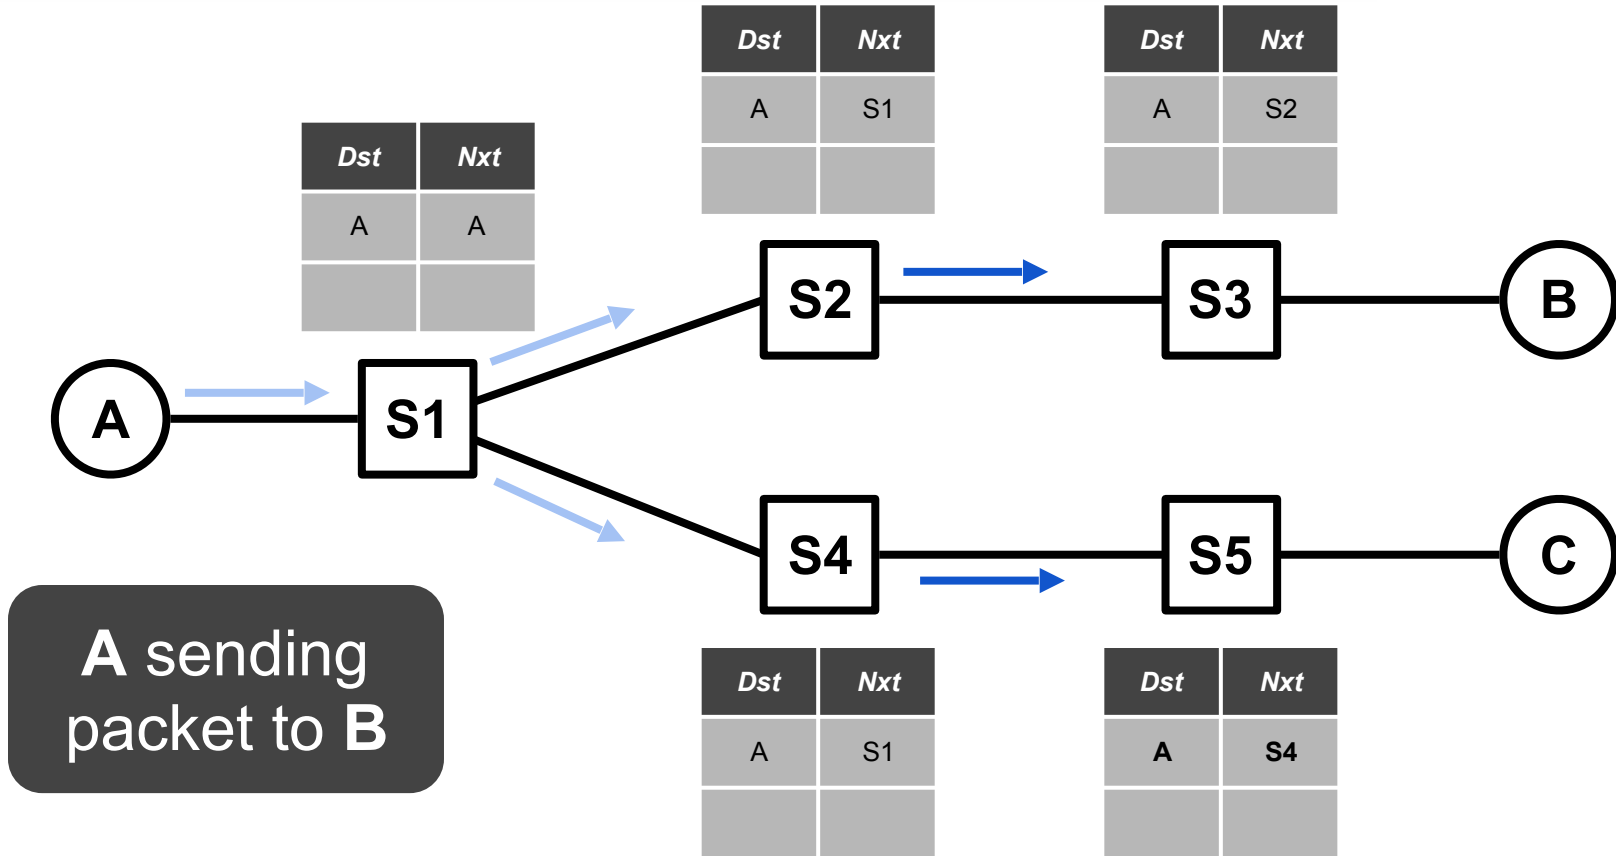 Dst Nxt
A S1
Dst Nxt
A S2
Dst Nxt
A A
S2
S3
B
A
S1
S4
S5
C
A sending
packet to B
Dst Nxt
A S1
Dst Nxt
A S4